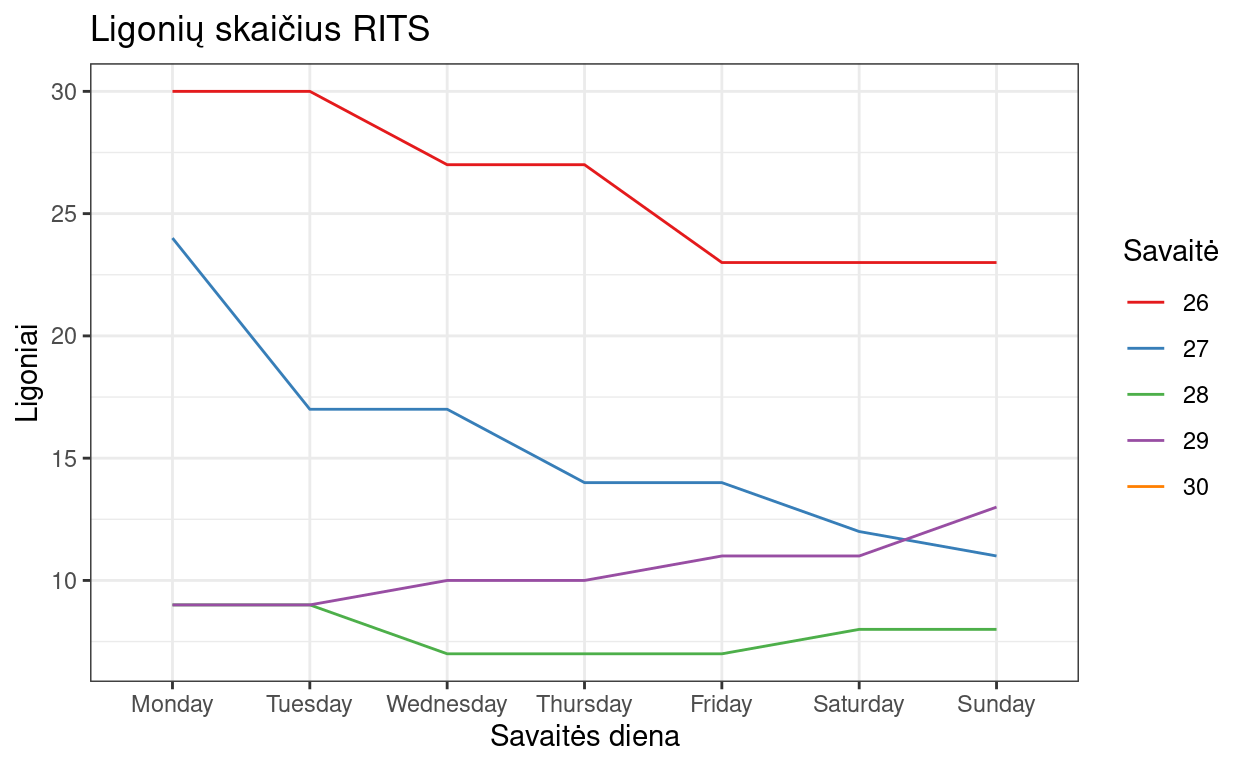 Ligonių skaičius RITS
30
25
20
15
10
Ligoniai
Monday Tuesday Wednesday Thursday Friday Saturday Sunday
Savaitės diena
Savaitė
26
27
28
29
30